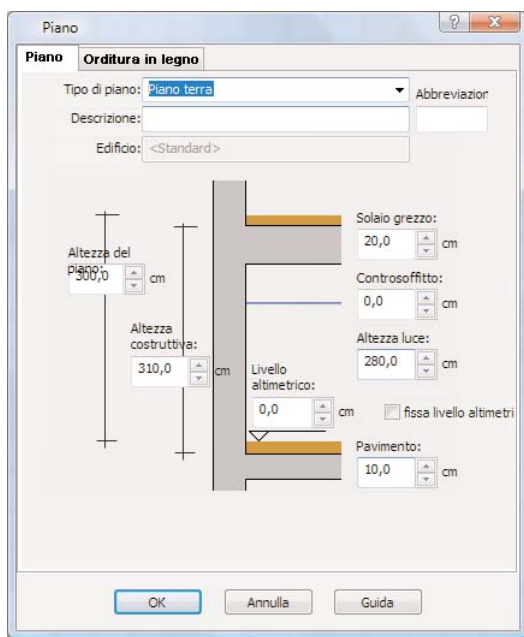 Piano
Piano Orditura in legno
Tipo di piano: Piano terra Abbreviazior
Descrizione:
Edificio: <Standard>
Solaio grezzo:
20,0 cm
Altezza del
piano:
300,0 cm
Controsoffitto:
0,0 cm
Altezza
costruttiva:
310,0 cm
Altezza luce:
280,0 cm
Livello
altimetrico:
0,0 cm fissa livello altimetri
Pavimento:
10,0 cm
OK Annulla Guida